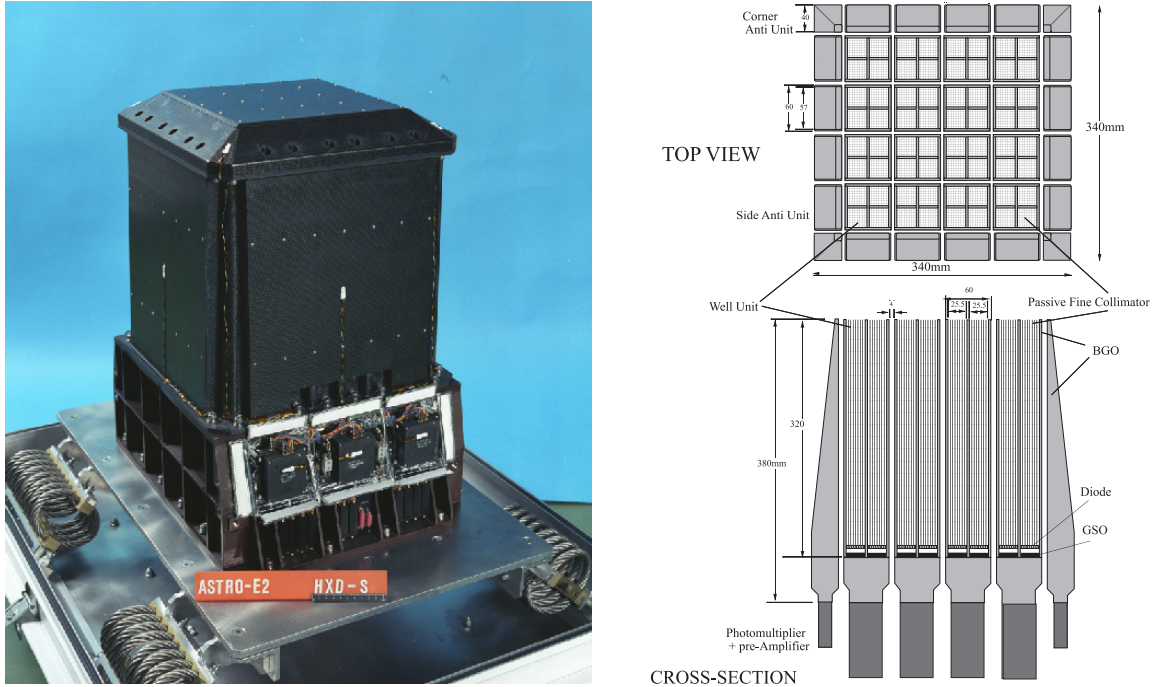 ASTRO-E2
HXD-S
Corner
Anti Unit
40
60
57
340mm
TOP VIEW
Side Anti Unit
340mm
Well Unit
Passive Fine Collimator
60
4
25.5
25.5
BGO
320
380mm
Diode
GSO
Photomultiplier
+ pre-Amplifier
CROSS-SECTION